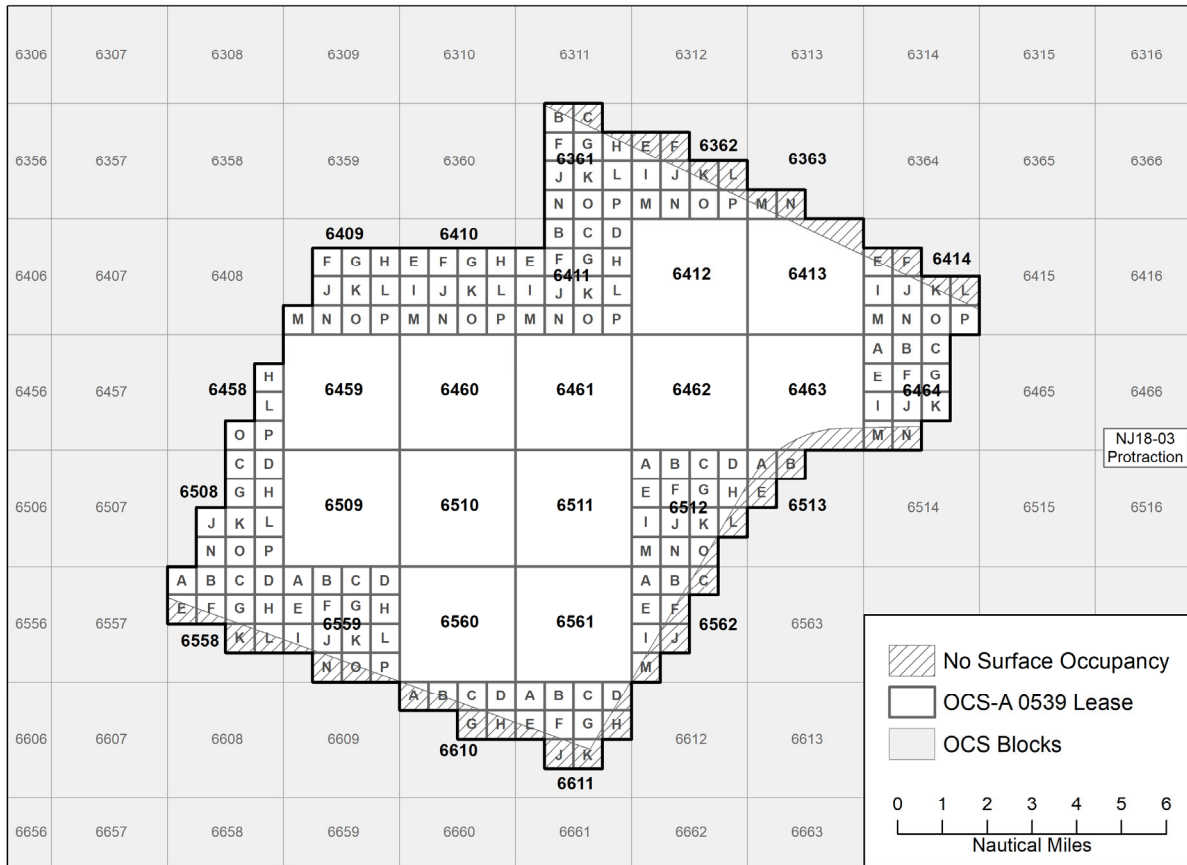 6306 6307 6308 6309 6310 6311 6312 6313 6314 6315 6316
B C
6356 6357 6358 6359 6360 F 6361 G H E F 6362 6363 6364 6365 6366
J K L I J K L
N O P M N O P M N
6409 6410 B C D 6414
6406 6407 6408 F G H E F G H E F 6411 G H 6412 6413 E F 6415 6416
J K L I J K L I J K L I J K L
M N O P M N O P M N O P M N O P
A B C
6456 6457 6458 H 6459 6460 6461 6462 6463 E F 6464 G 6465 6466
L I J K
O P M N
NJ18-03
Protraction
C D A B C D A B
6506 6507 6508 G H 6509 6510 6511 E F 6512 G H E 6513 6514 6515 6516
J K L I J K L
N O P M N O
A B C D A B C D A B C
6556 6557 E F G H E F 6559 G H 6560 6561 E F 6562 6563
6558 K L I J K L I J
N O P M
A B C D A B C D
6606 6607 6608 6609 G H E F G H 6612 6613
6610 J K
6611
6656 6657 6658 6659 6660 6661 6662 6663
No Surface Occupancy
OCS-A 0539 Lease
OCS Blocks
0 1 2 3 4 5 6
Nautical Miles